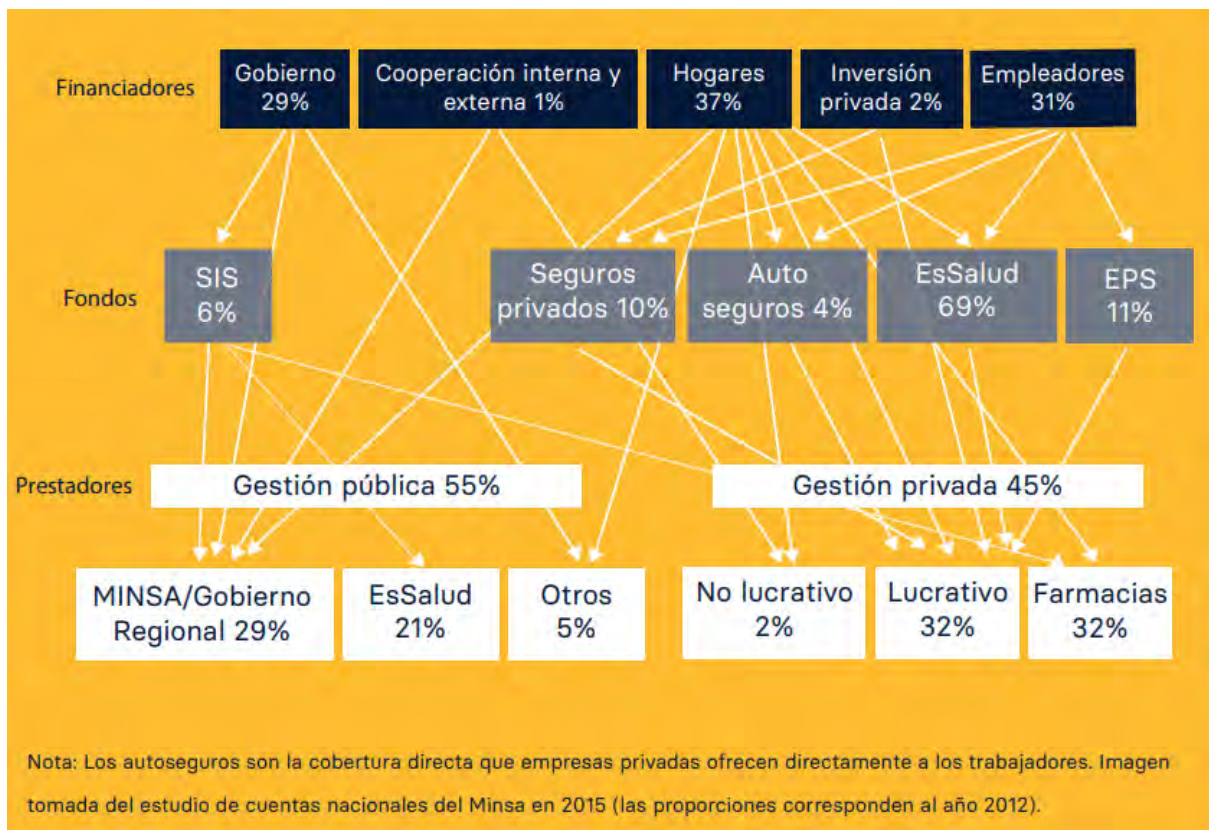 Financiadores
Gobierno
29%
Cooperación interna y
externa 1%
Hogares
37%
Inversión
privada 2%
Empleadores
31%
Fondos
SIS
6%
Seguros
privados 10%
Auto
seguros 4%
EsSalud
69%
EPS
11%
Prestadores
Gestión pública 55%
Gestión privada 45%
MINSA/Gobierno
Regional 29%
EsSalud
21%
Otros
5%
No lucrativo
2%
Lucrativo
32%
Farmacias
32%
Nota: Los autoseguros son la cobertura directa que empresas privadas ofrecen directamente a los trabajadores. Imagen
tomada del estudio de cuentas nacionales del Minsa en 2015 (las proporciones corresponden al año 2012).